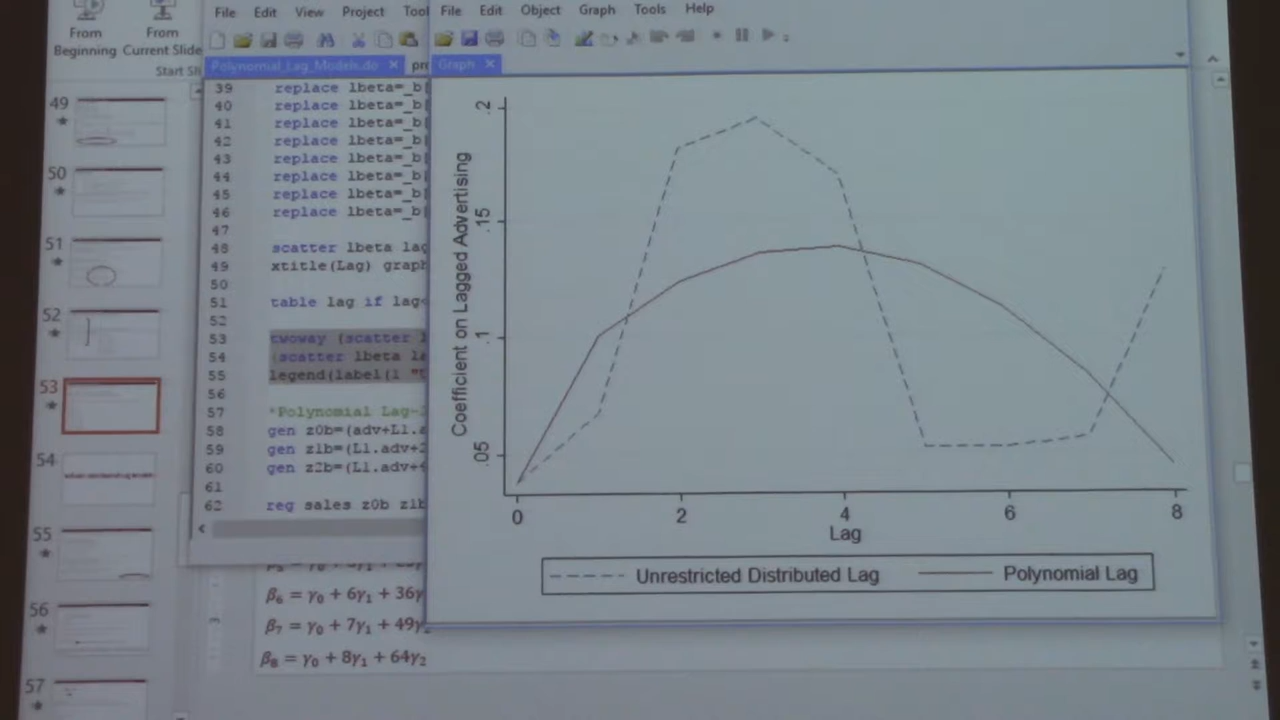 File Edit View Project Tool
File Edit Object Graph Tools Help
From
Beginning
From
Current Slide
Polynomial_Lag_Models.do ×
Graph ×
39 replace lbeta=_b[
40 replace lbeta=_b[
41 replace lbeta=_b[
42 replace lbeta=_b[
43 replace lbeta=_b[
44 replace lbeta=_b[
45 replace lbeta=_b[
46 replace lbeta=_b[
47
48 scatter lbeta lag
49 xtitle(Lag) graph
50
51 table lag if lag<
52
53 twoway (scatter l
54 (scatter lbeta la
55 legend(label(1 "U
56
57 *Polynomial Lag-
58 gen z0b=(adv+L1.a
59 gen z1b=(L1.adv+2
60 gen z2b=(L1.adv+4
61
62 reg sales z0b z1b
49
50
51
52
53
54
55
56
57
β₆ = γ₀ + 6γ₁ + 36γ
β₇ = γ₀ + 7γ₁ + 49γ₂
β₈ = γ₀ + 8γ₁ + 64γ₂
Coefficient on Lagged Advertising
.2
.15
.1
.05
0 2 4 6 8
Lag
Unrestricted Distributed Lag Polynomial Lag